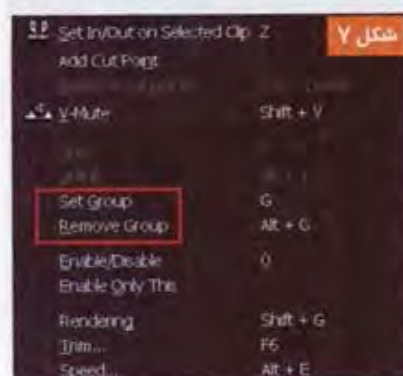 شکل ۷
Set In/Out on Selected Clip Z
Add Cut Point
V-Mute Shift + V
Set Group G
Remove Group Alt + G
Enable/Disable 0
Enable Only This
Rendering Shift + G
Trim... F6
Speed... Alt + E